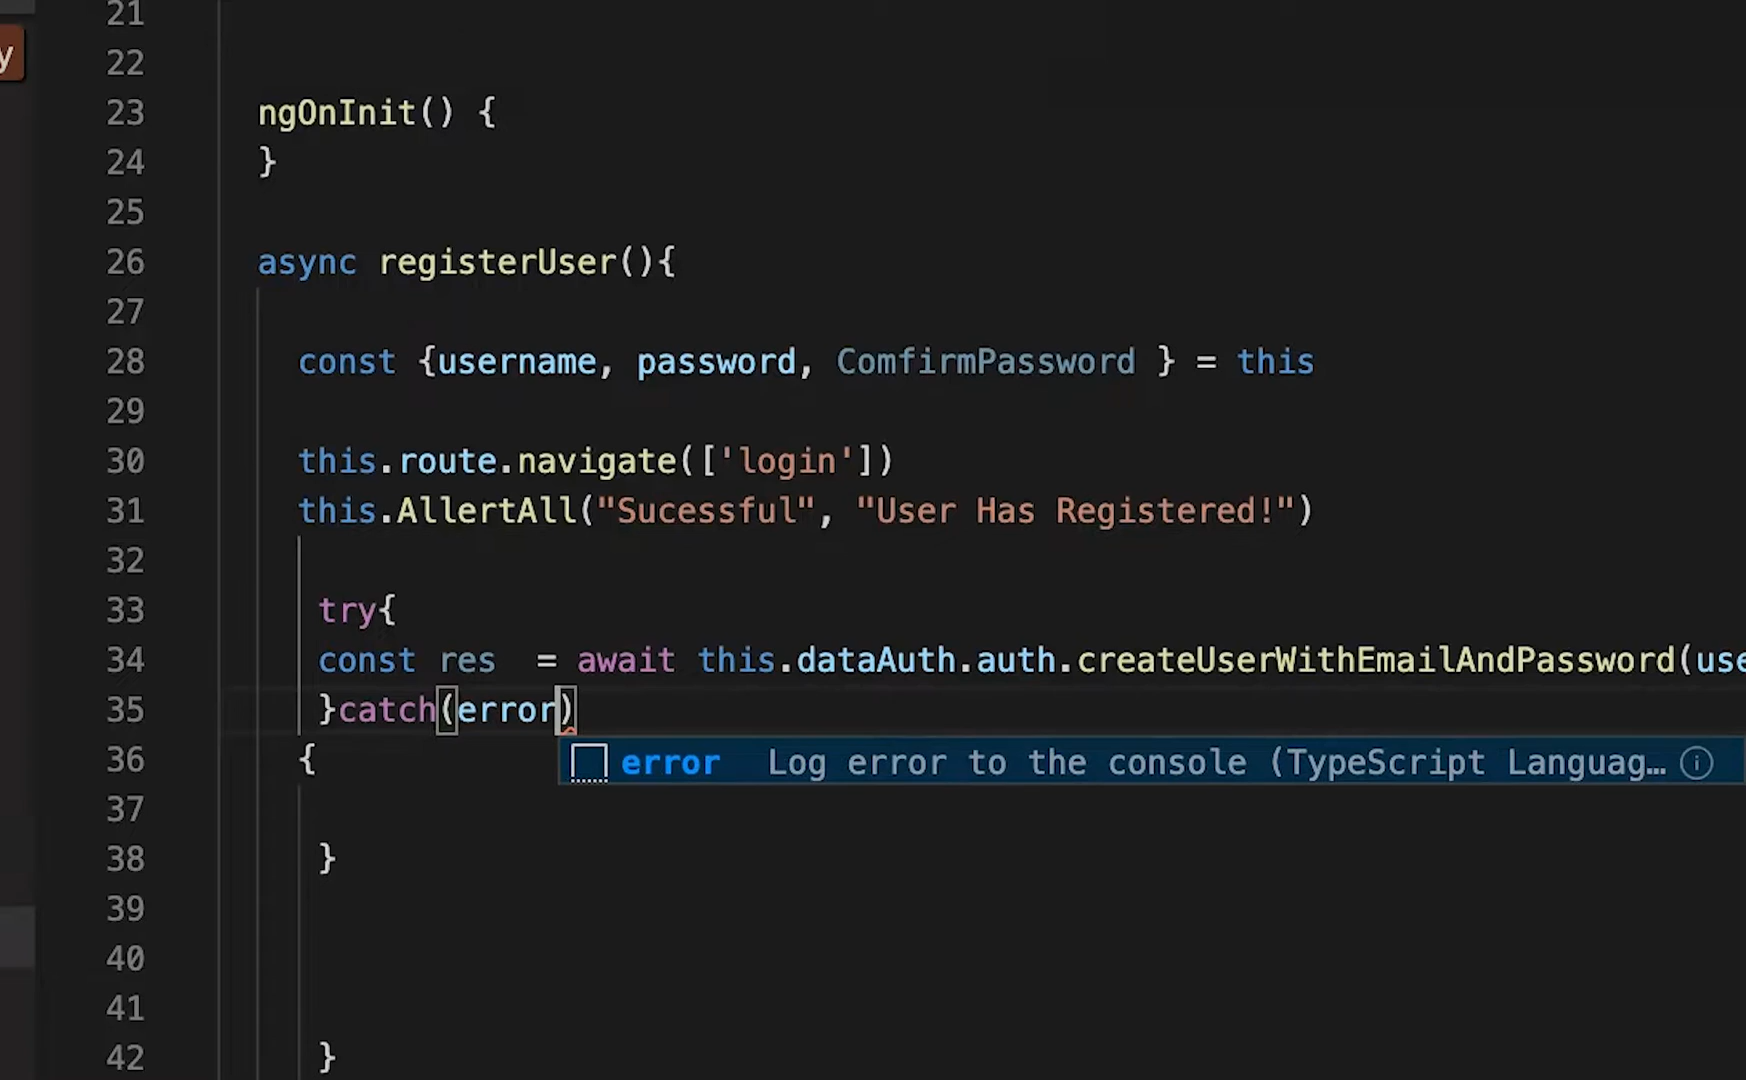 21
y
22
23 ngOnInit() {
24 }
25
26 async registerUser(){
27
28 const {username, password, ComfirmPassword } = this
29
30 this.route.navigate(['login'])
31 this.AllertAll("Sucessful", "User Has Registered!")
32
33 try{
34 const res  = await this.dataAuth.auth.createUserWithEmailAndPassword(use
35 }catch(error)
36 {
error Log error to the console (TypeScript Languag…
37
38 }
39
40
41
42 }